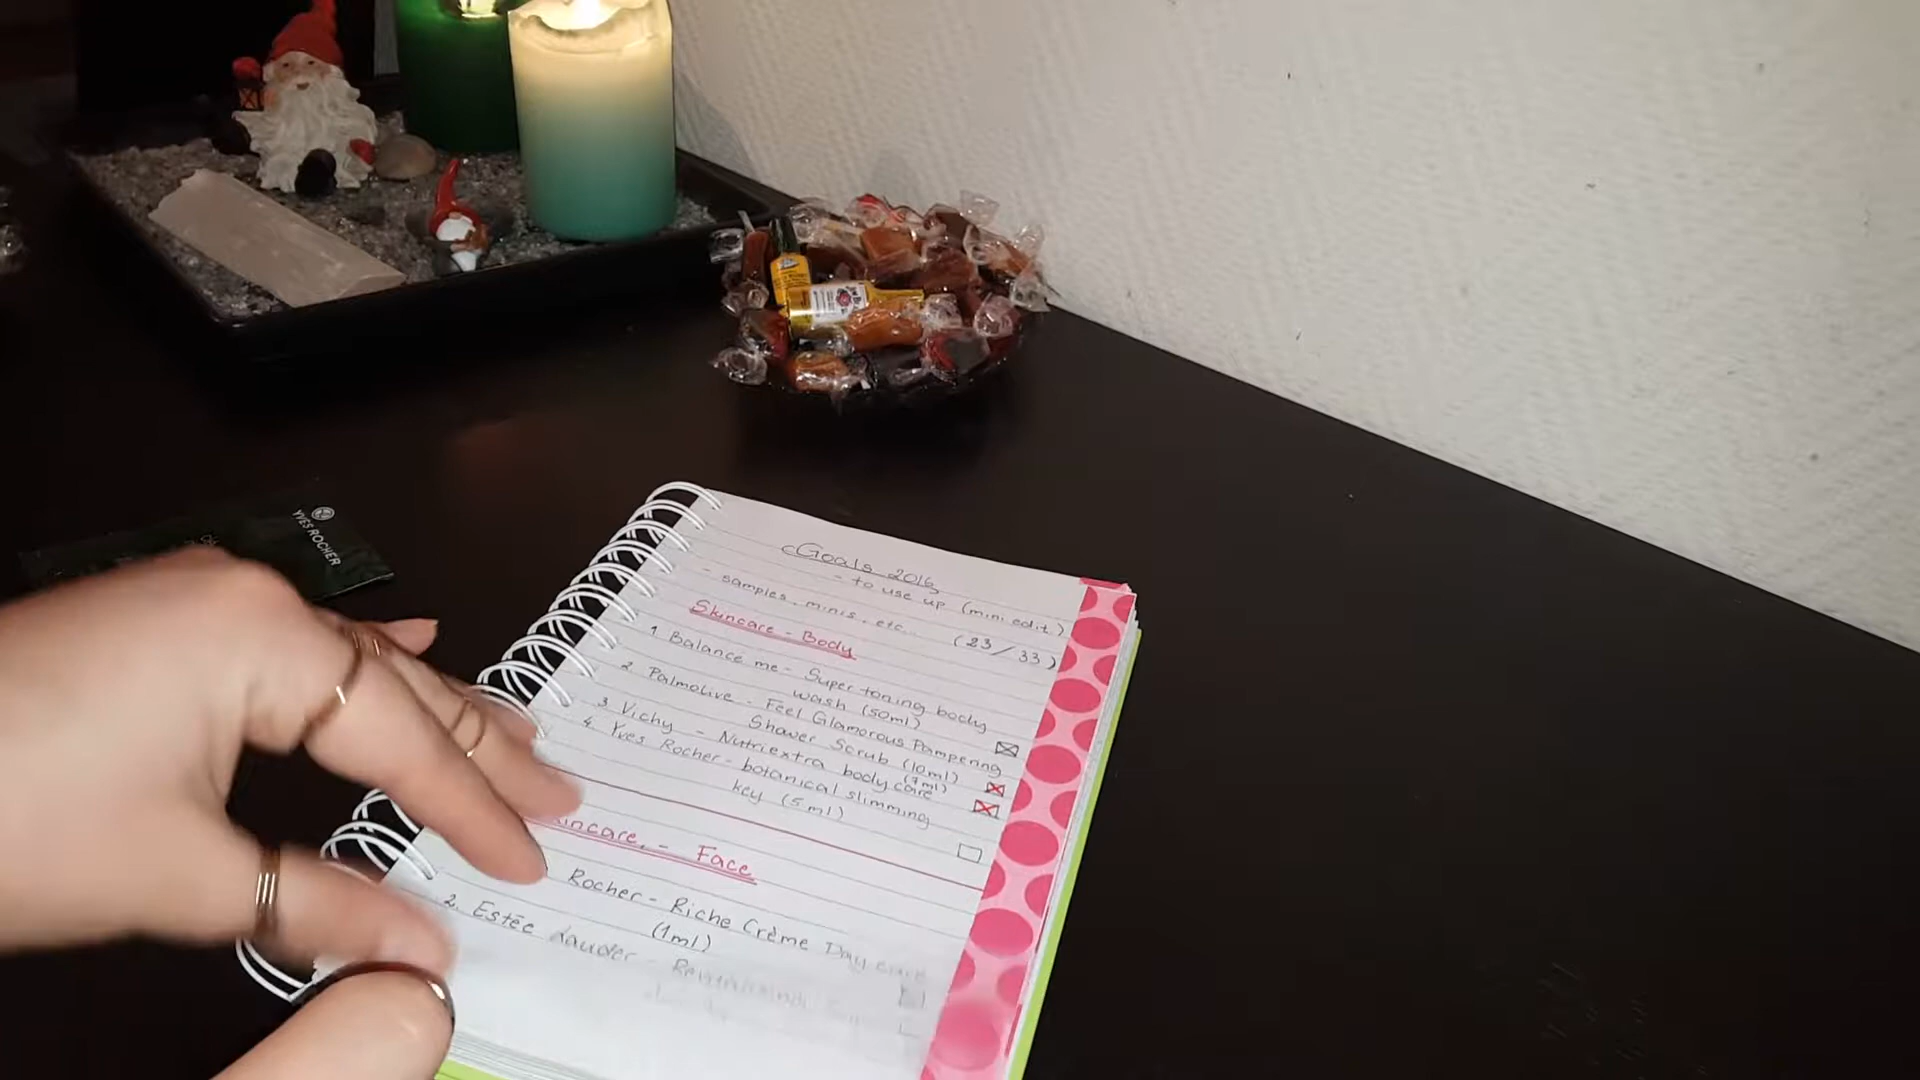 YVES ROCHER
Goals 2016
- to use up (mini edit)
- samples, minis, etc... (23/33)
Skincare - Body
1 Balance me - Super toning body
wash (50ml)
2. Palmolive - Feel Glamorous Pampering
Shower Scrub (10ml)
3 Vichy - Nutriextra body care
(7ml)
4. Yves Rocher - botanical slimming
key (5ml)
Skincare. - Face
Rocher - Riche Crème Day care
(1ml)
2. Estēe Lauder -